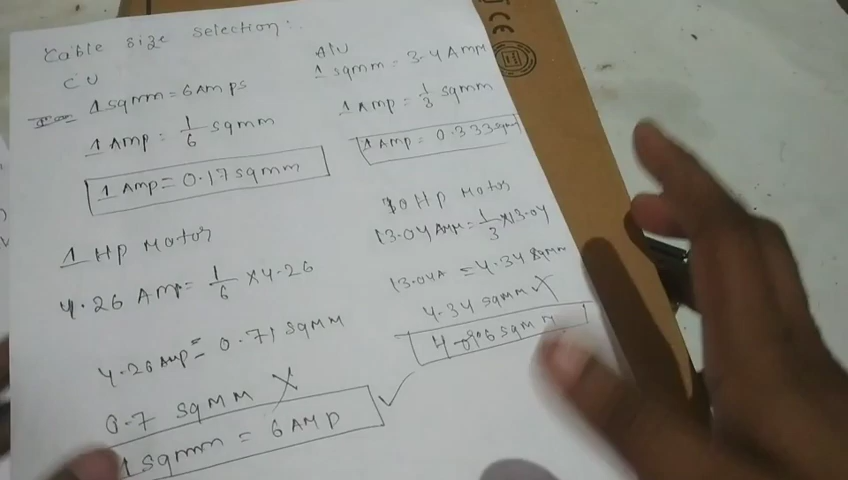 Cable size selection:
CU
1 sqmm = 6 Amps
1 Amp = 1/6 sqmm
1 Amp = 0.17 sqmm
1 HP Motor
4.26 Amp = 1/6 x 4.26
4.26 Amp = 0.71 sqmm
0.7 sqmm X
1 sqmm = 6 AMP ✓
Alu
1 sqmm = 3-4 Amp
1 Amp = 1/3 sqmm
1 Amp = 0.333 sqm
10 HP Motor
13.04 Amp = 1/3 x 13.04
13.04A = 4.34 sqmm
4.34 sqmm X
CE